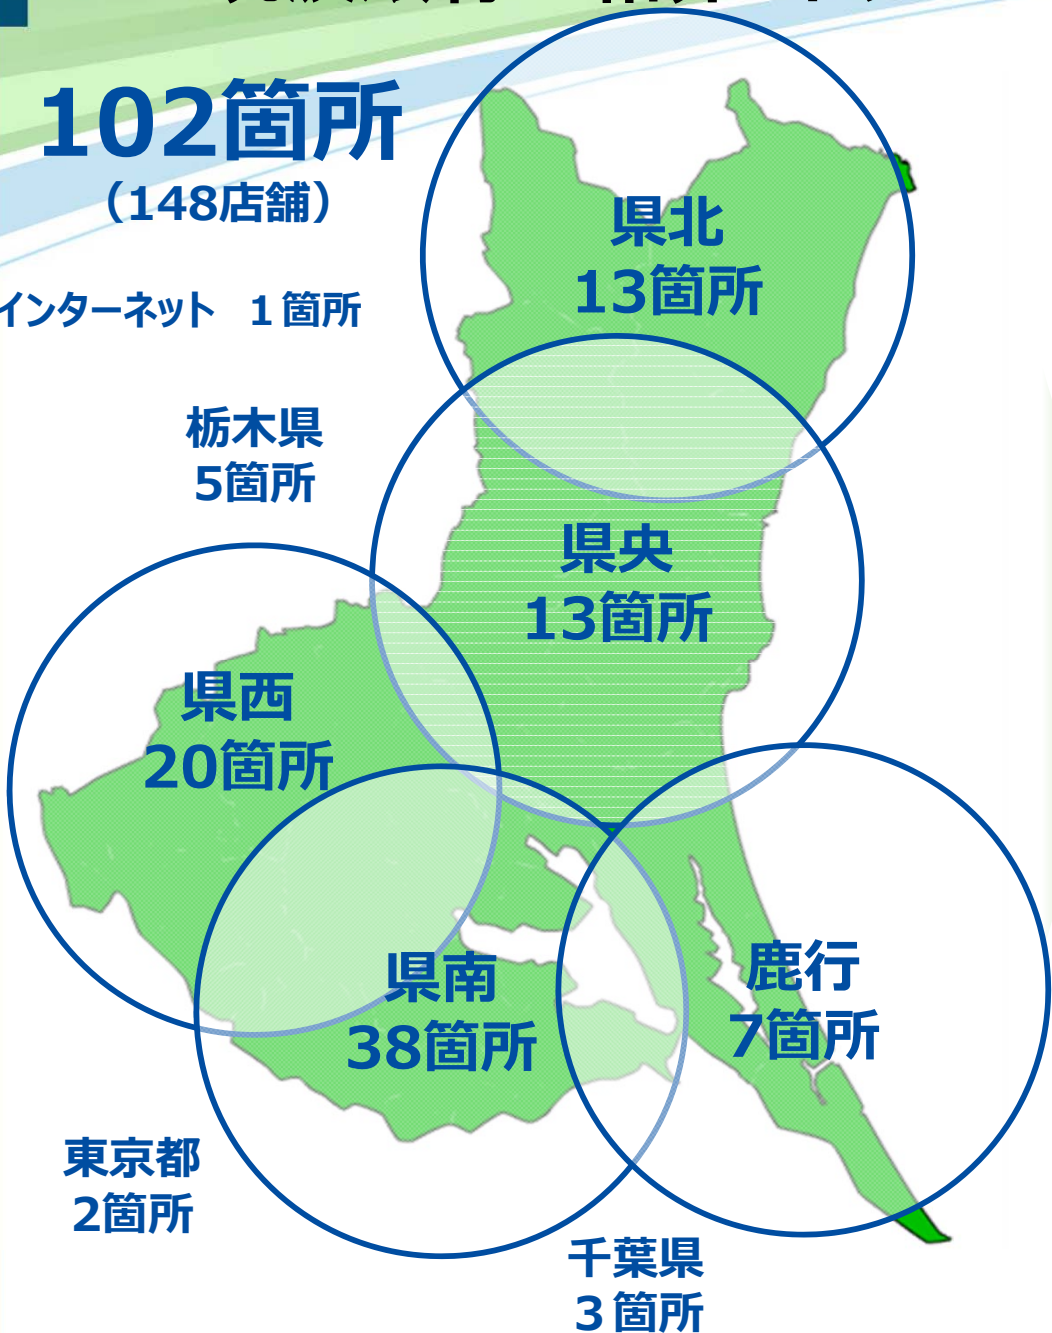 102箇所
（148店舗）
インターネット　１箇所
県北
13箇所
栃木県
5箇所
県央
13箇所
県西
20箇所
県南
38箇所
鹿行
7箇所
東京都
2箇所
千葉県
３箇所